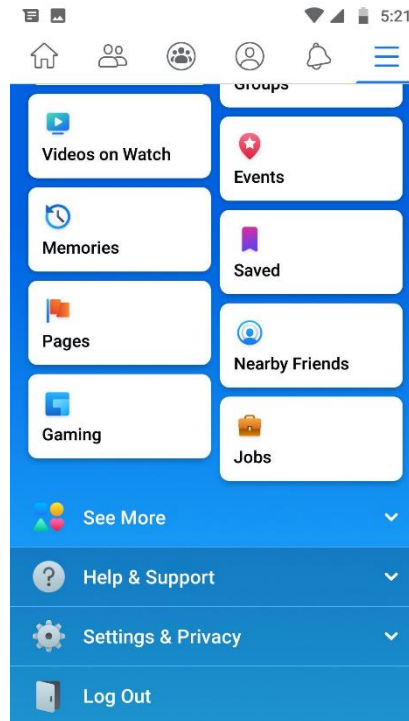 5:21
Groups
Videos on Watch
Events
Memories
Saved
Pages
Nearby Friends
Gaming
Jobs
See More
Help & Support
Settings & Privacy
Log Out